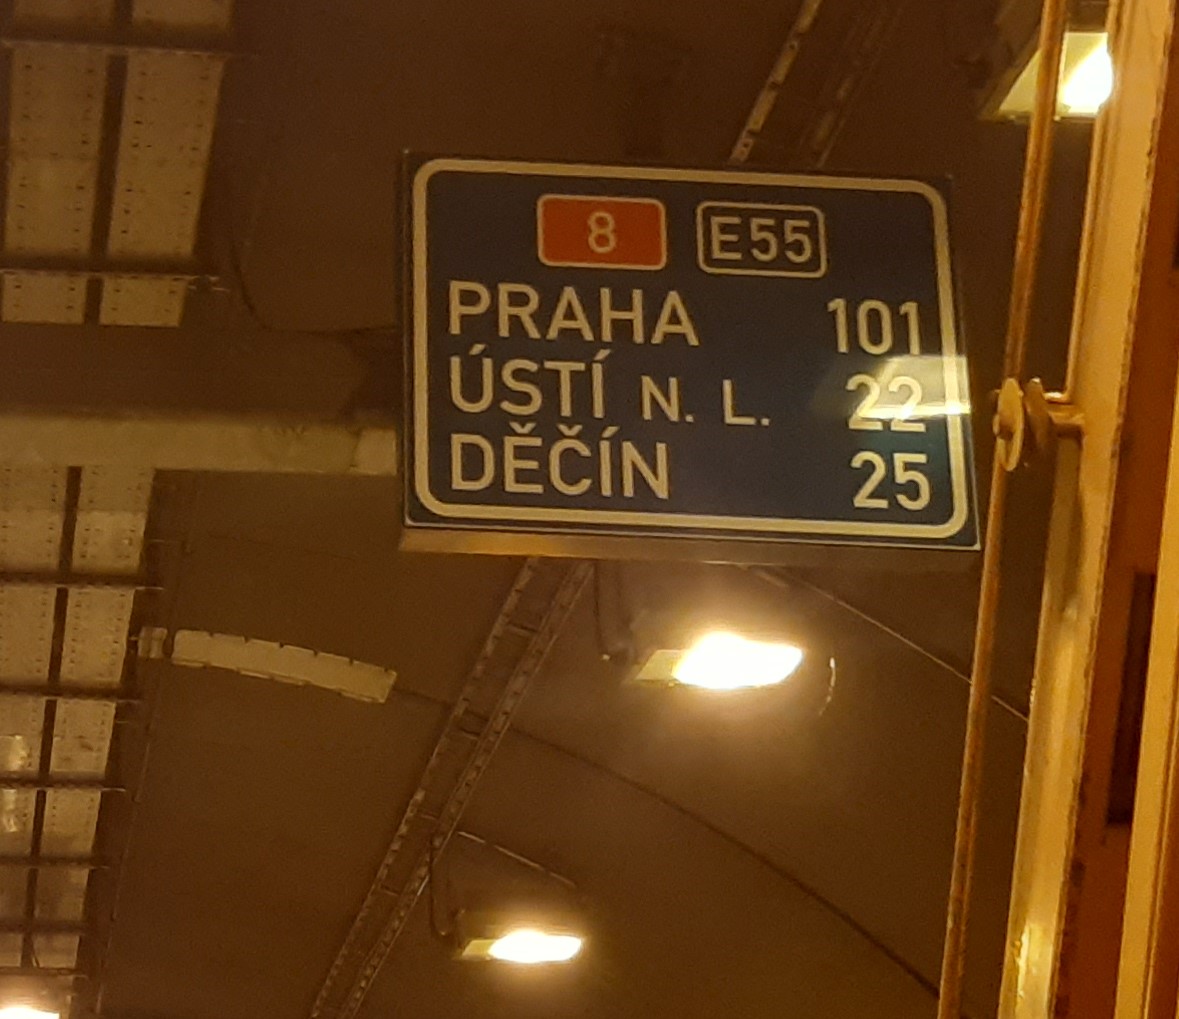 8 E55
PRAHA 101
ÚSTÍ N. L. 22
DĚČÍN 25